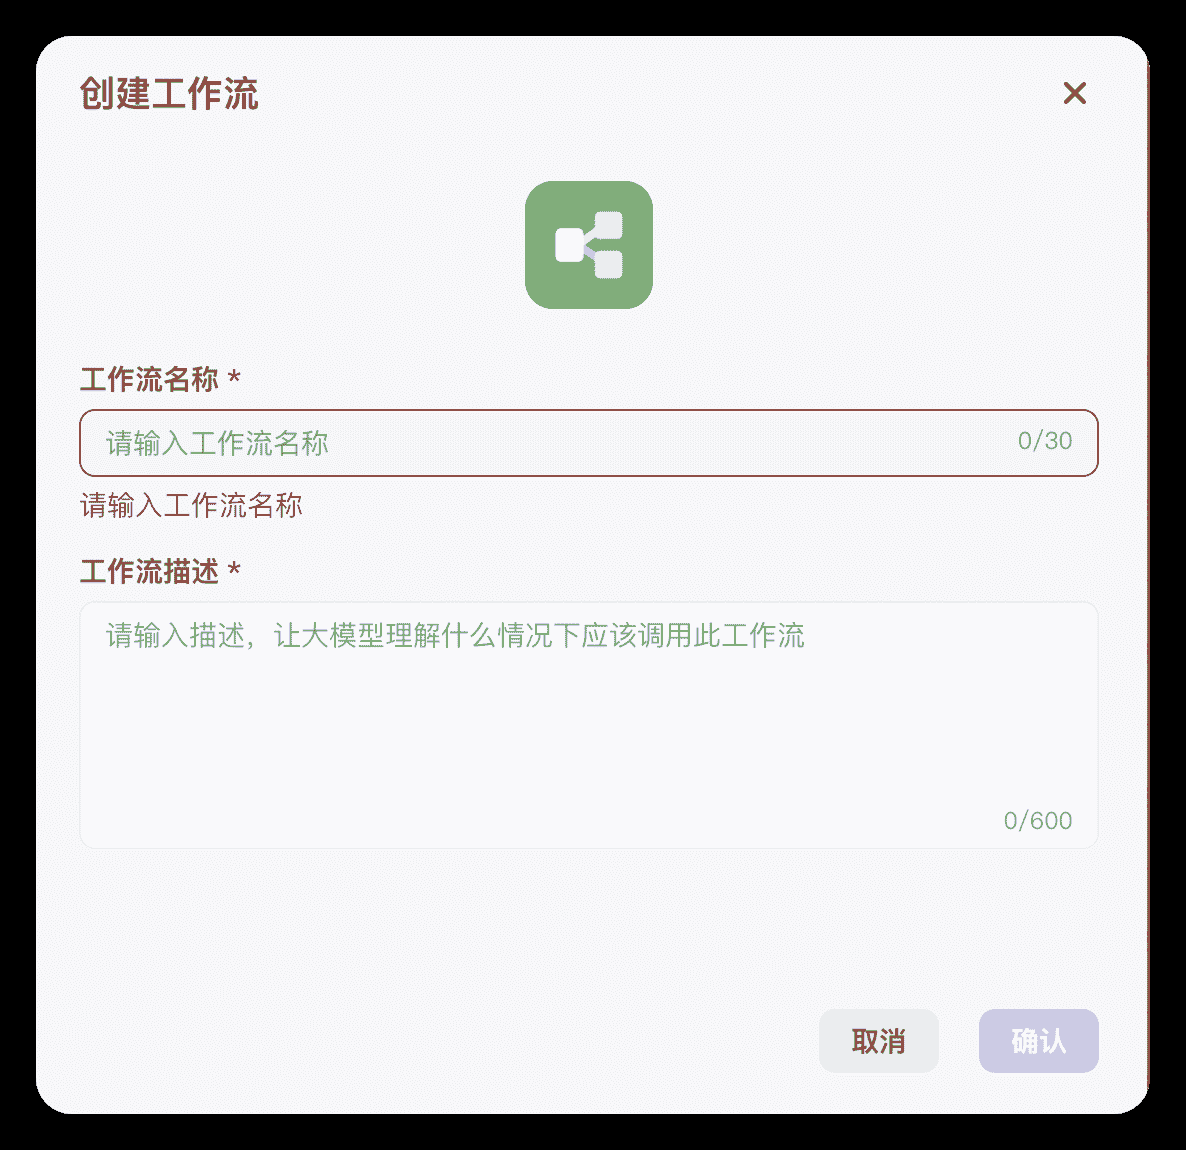 创建工作流
工作流名称 *
请输入工作流名称 0/30
请输入工作流名称
工作流描述 *
请输入描述，让大模型理解什么情况下应该调用此工作流
0/600
取消 确认